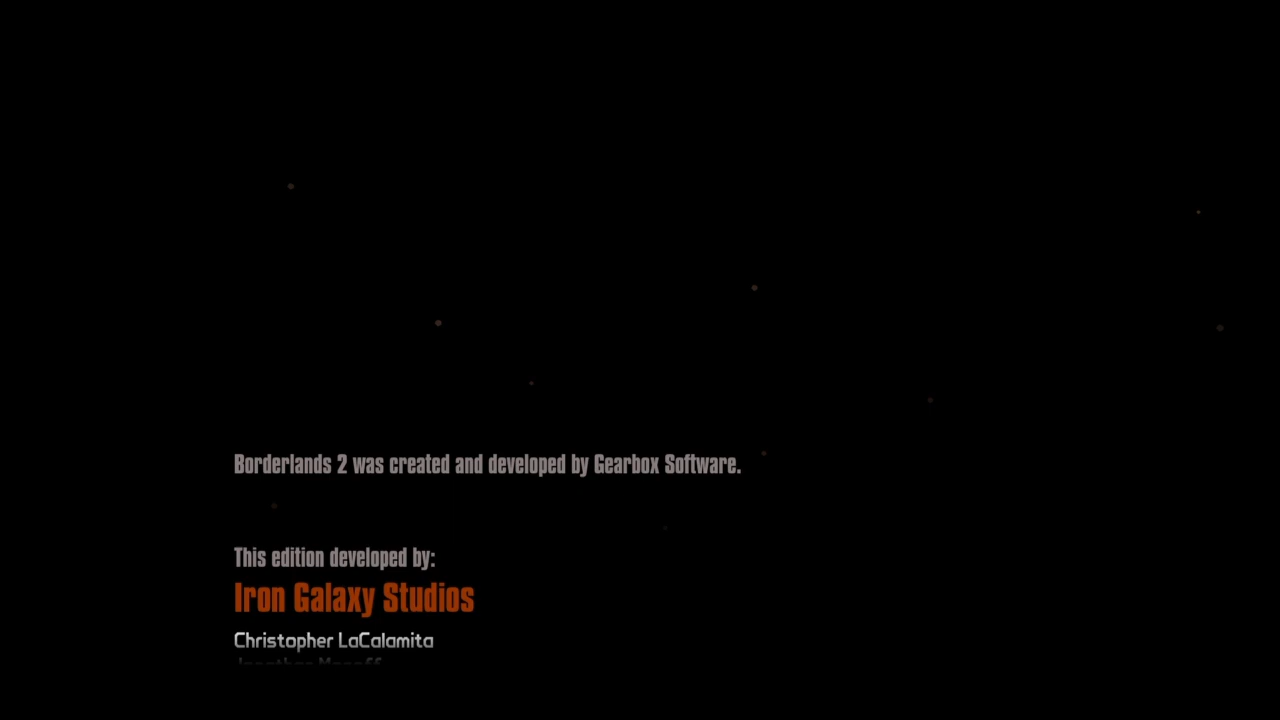 Borderlands 2 was created and developed by Gearbox Software.
This edition developed by:
Iron Galaxy Studios
Christopher LaCalamita